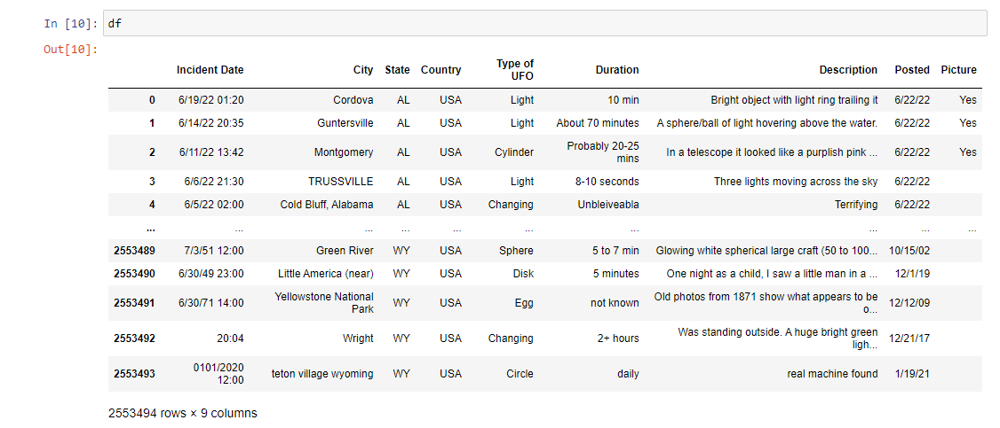 In [10]: df
Out[10]:
Incident Date City State Country Type of UFO Duration Description Posted Picture
0 6/19/22 01:20 Cordova AL USA Light 10 min Bright object with light ring trailing it 6/22/22 Yes
1 6/14/22 20:35 Guntersville AL USA Light About 70 minutes A sphere/ball of light hovering above the water. 6/22/22 Yes
2 6/11/22 13:42 Montgomery AL USA Cylinder Probably 20-25 mins In a telescope it looked like a purplish pink ... 6/22/22 Yes
3 6/6/22 21:30 TRUSSVILLE AL USA Light 8-10 seconds Three lights moving across the sky 6/22/22
4 6/5/22 02:00 Cold Bluff, Alabama AL USA Changing Unbleiveabla Terrifying 6/22/22
... ... ... ... ... ... ... ... ... ...
2553489 7/3/51 12:00 Green River WY USA Sphere 5 to 7 min Glowing white spherical large craft (50 to 100... 10/15/02
2553490 6/30/49 23:00 Little America (near) WY USA Disk 5 minutes One night as a child, I saw a little man in a ... 12/1/19
2553491 6/30/71 14:00 Yellowstone National Park WY USA Egg not known Old photos from 1871 show what appears to be o... 12/12/09
2553492 20:04 Wright WY USA Changing 2+ hours Was standing outside. A huge bright green ligh... 12/21/17
2553493 0101/2020 12:00 teton village wyoming WY USA Circle daily real machine found 1/19/21
2553494 rows × 9 columns